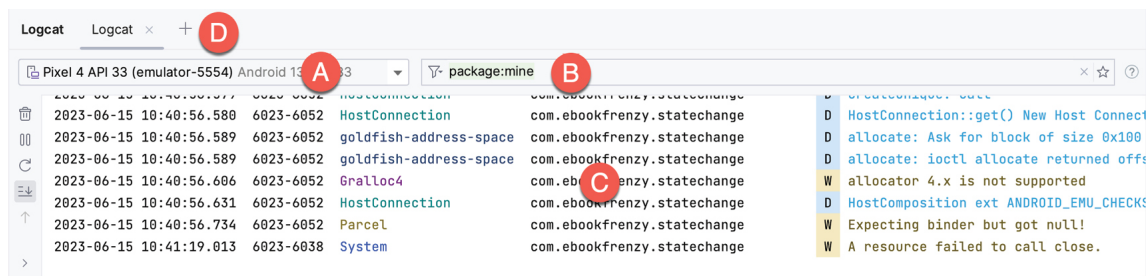 Logcat Logcat × + D
Pixel 4 API 33 (emulator-5554) Android 13 A 33 package:mine B
HostConnection com.ebookfrenzy.statechange D createUnique: call
2023-06-15 10:40:56.580 6023-6052 HostConnection com.ebookfrenzy.statechange D HostConnection::get() New Host Connect
2023-06-15 10:40:56.589 6023-6052 goldfish-address-space com.ebookfrenzy.statechange D allocate: Ask for block of size 0x100
2023-06-15 10:40:56.589 6023-6052 goldfish-address-space com.ebookfrenzy.statechange D allocate: ioctl allocate returned offs
2023-06-15 10:40:56.606 6023-6052 Gralloc4 com.ebookfrenzy.statechange C W allocator 4.x is not supported
2023-06-15 10:40:56.631 6023-6052 HostConnection com.ebookfrenzy.statechange D HostComposition ext ANDROID_EMU_CHECKS
2023-06-15 10:40:56.734 6023-6052 Parcel com.ebookfrenzy.statechange W Expecting binder but got null!
2023-06-15 10:41:19.013 6023-6038 System com.ebookfrenzy.statechange W A resource failed to call close.